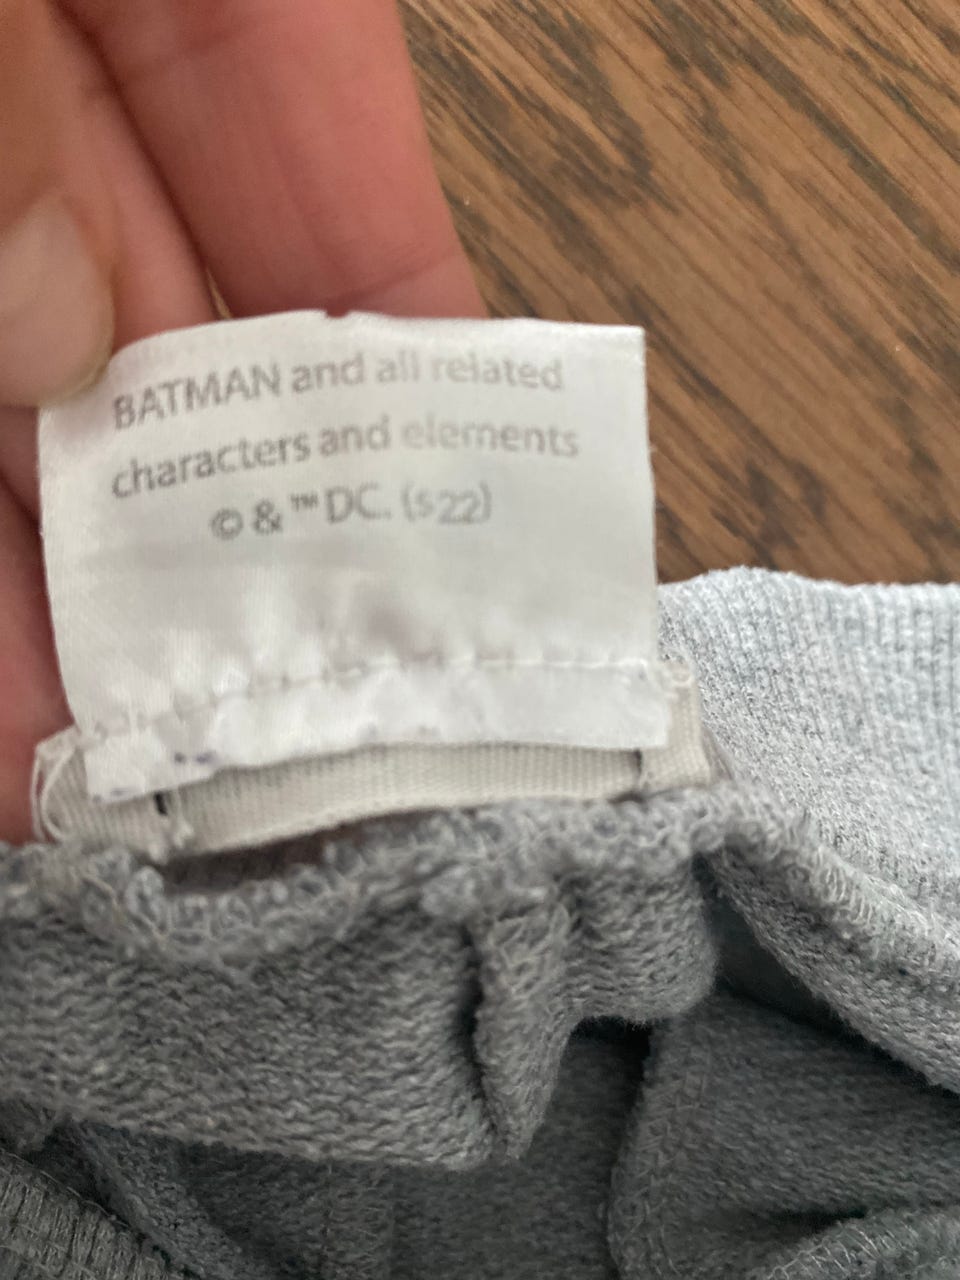 BATMAN and all related
characters and elements
© & ™ DC. (s22)